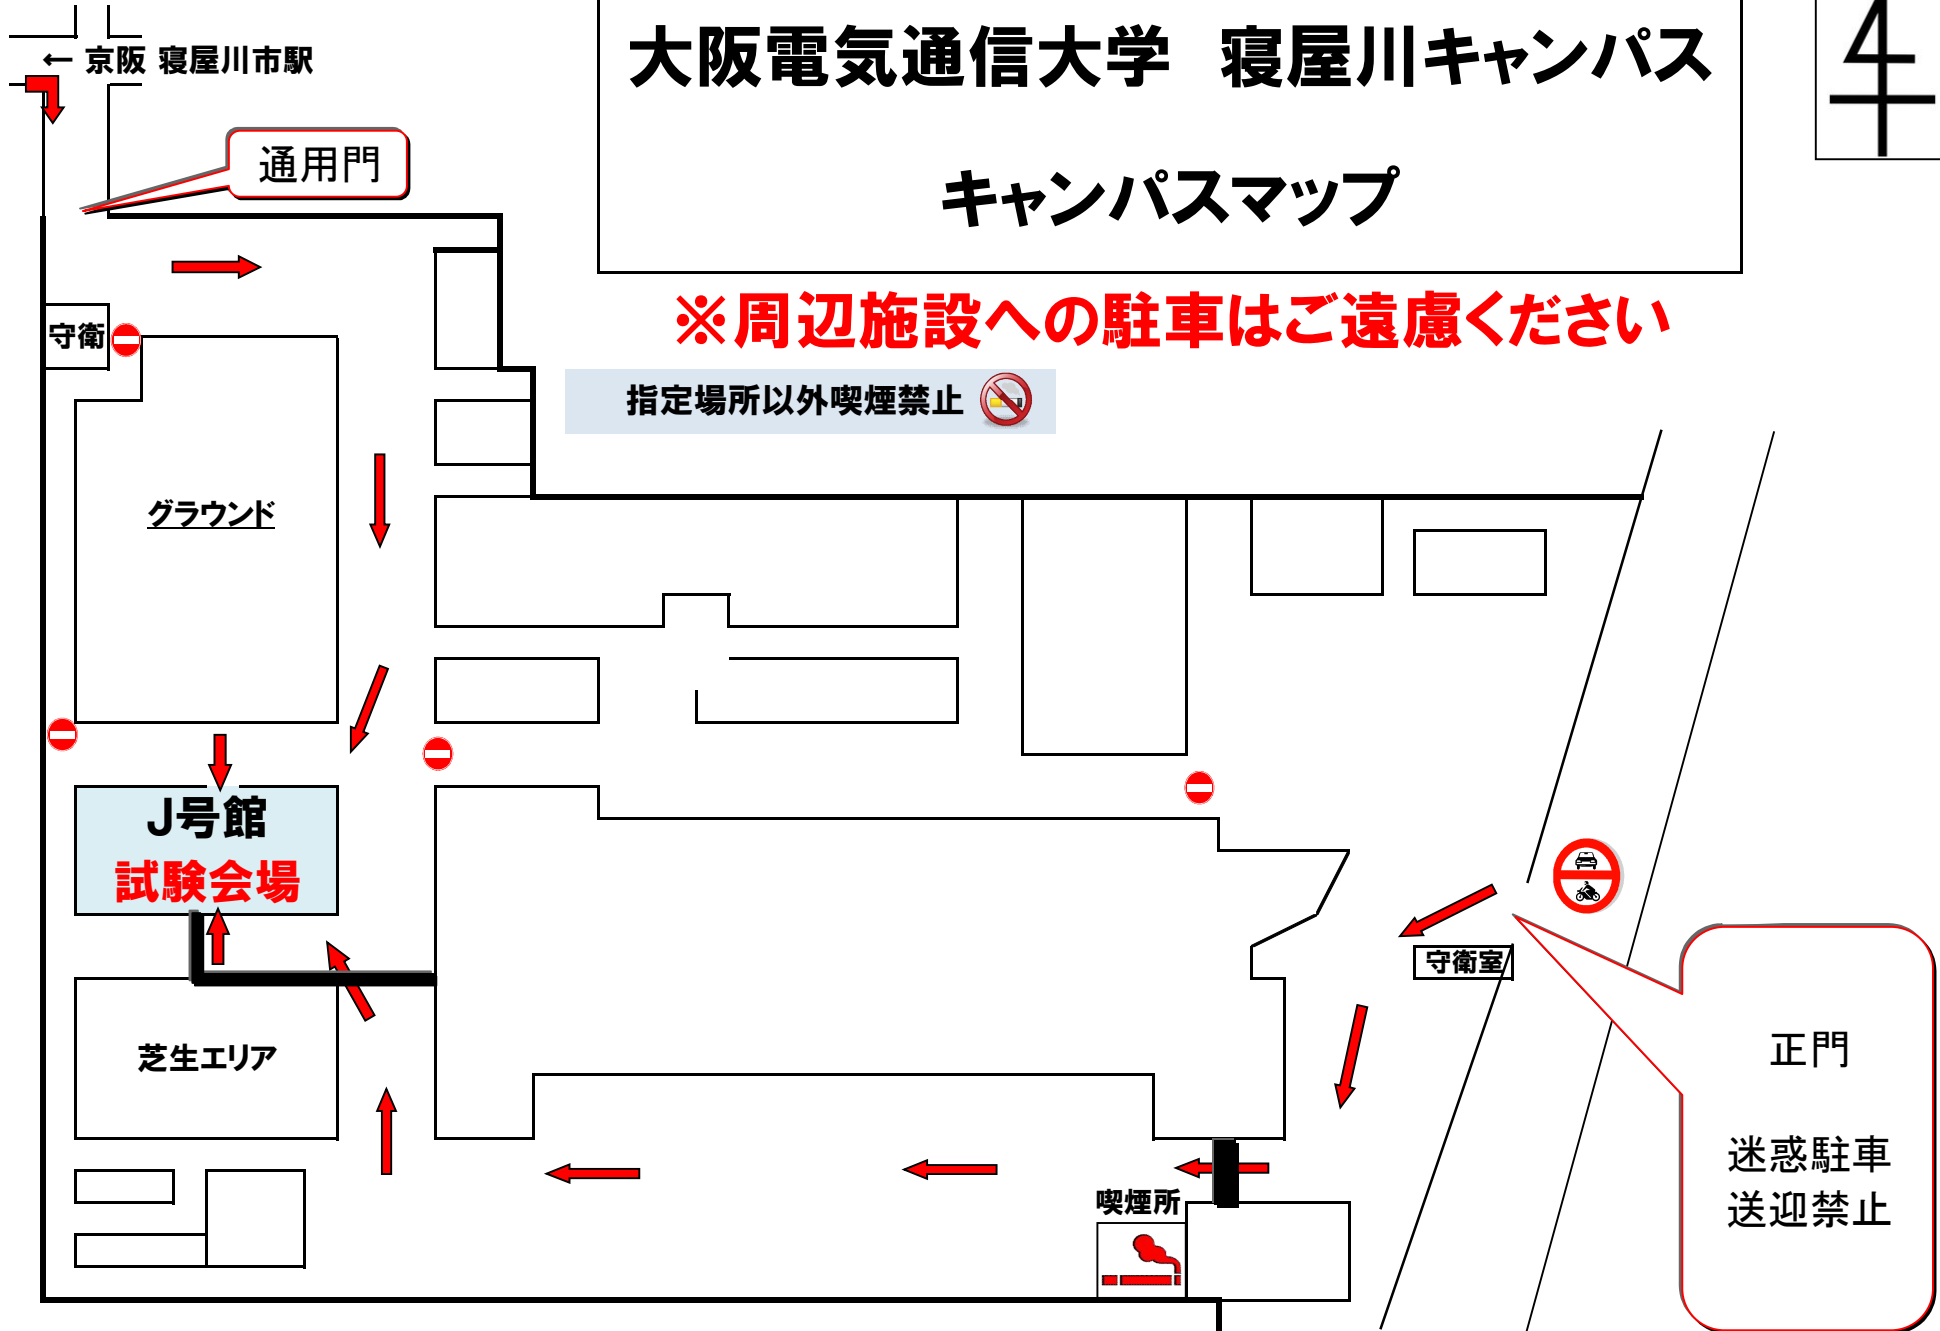 大阪電気通信大学　寝屋川キャンパス
キャンパスマップ
← 京阪 寝屋川市駅
通用門
※周辺施設への駐車はご遠慮ください
守衛
指定場所以外喫煙禁止
グラウンド
J号館
試験会場
守衛室
芝生エリア
正門
迷惑駐車
送迎禁止
喫煙所